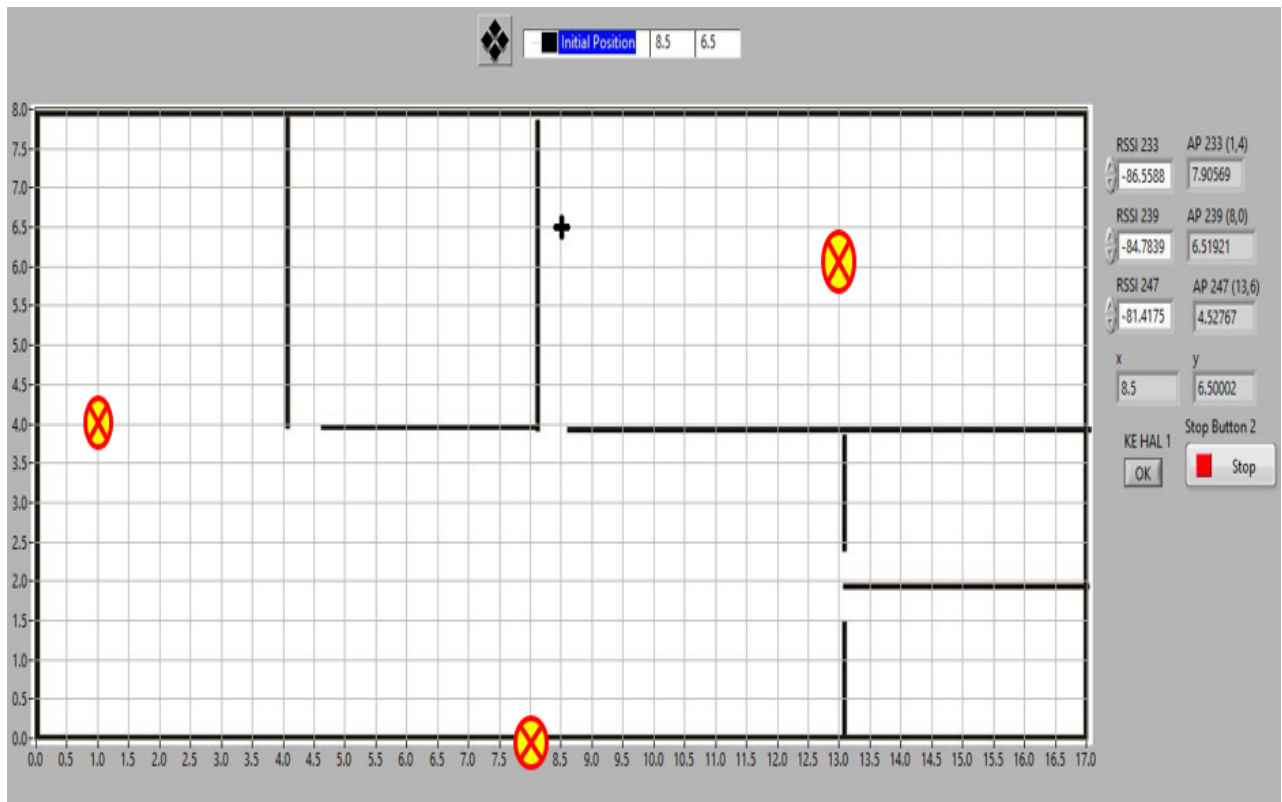 Initial Position 8.5 6.5
8.0
7.5
7.0
6.5
6.0
5.5
5.0
4.5
4.0
3.5
3.0
2.5
2.0
1.5
1.0
0.5
0.0
0.0 0.5 1.0 1.5 2.0 2.5 3.0 3.5 4.0 4.5 5.0 5.5 6.0 6.5 7.0 7.5 8.5 9.0 9.5 10.0 10.5 11.0 11.5 12.0 12.5 13.0 13.5 14.0 14.5 15.0 15.5 16.0 16.5 17.0
RSSI 233 AP 233 (1,4)
-86.5588 7.90569
RSSI 239 AP 239 (8,0)
-84.7839 6.51921
RSSI 247 AP 247 (13,6)
-81.4175 4.52767
x y
8.5 6.50002
KE HAL 1 Stop Button 2
OK Stop